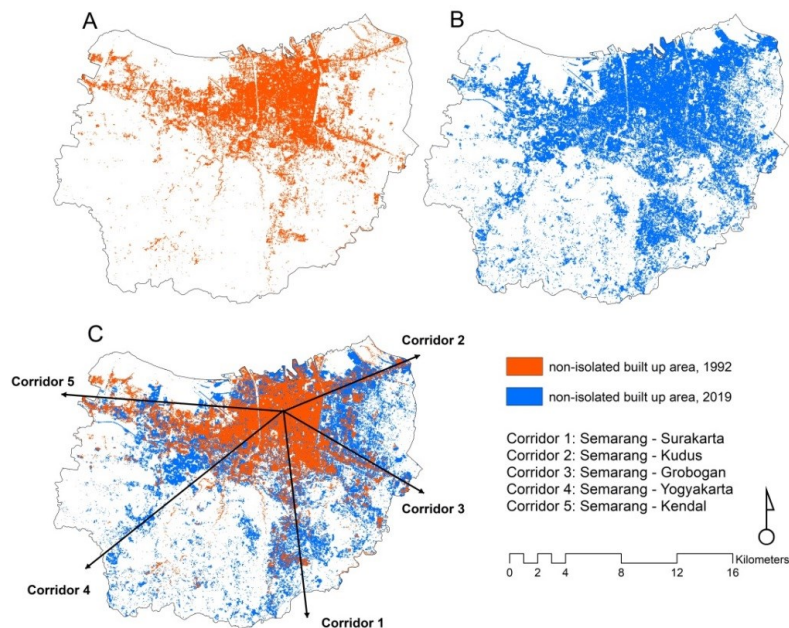 A
B
C
Corridor 2
Corridor 5
non-isolated built up area, 1992
non-isolated built up area, 2019
Corridor 1: Semarang - Surakarta
Corridor 2: Semarang - Kudus
Corridor 3: Semarang - Grobogan
Corridor 4: Semarang - Yogyakarta
Corridor 5: Semarang - Kendal
Corridor 3
Corridor 4
Corridor 1
Kilometers
0 2 4 8 12 16